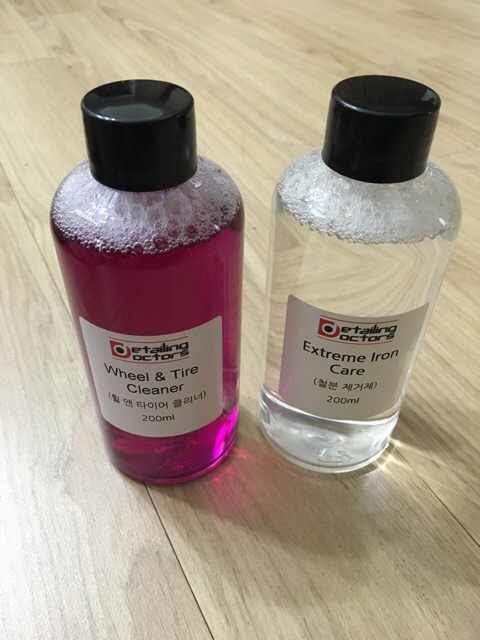 Detailing
Doctors
Wheel & Tire
Cleaner
(휠 앤 타이어 클리너)
200ml
Detailing
Doctors
Extreme Iron
Care
(철분 제거제)
200ml